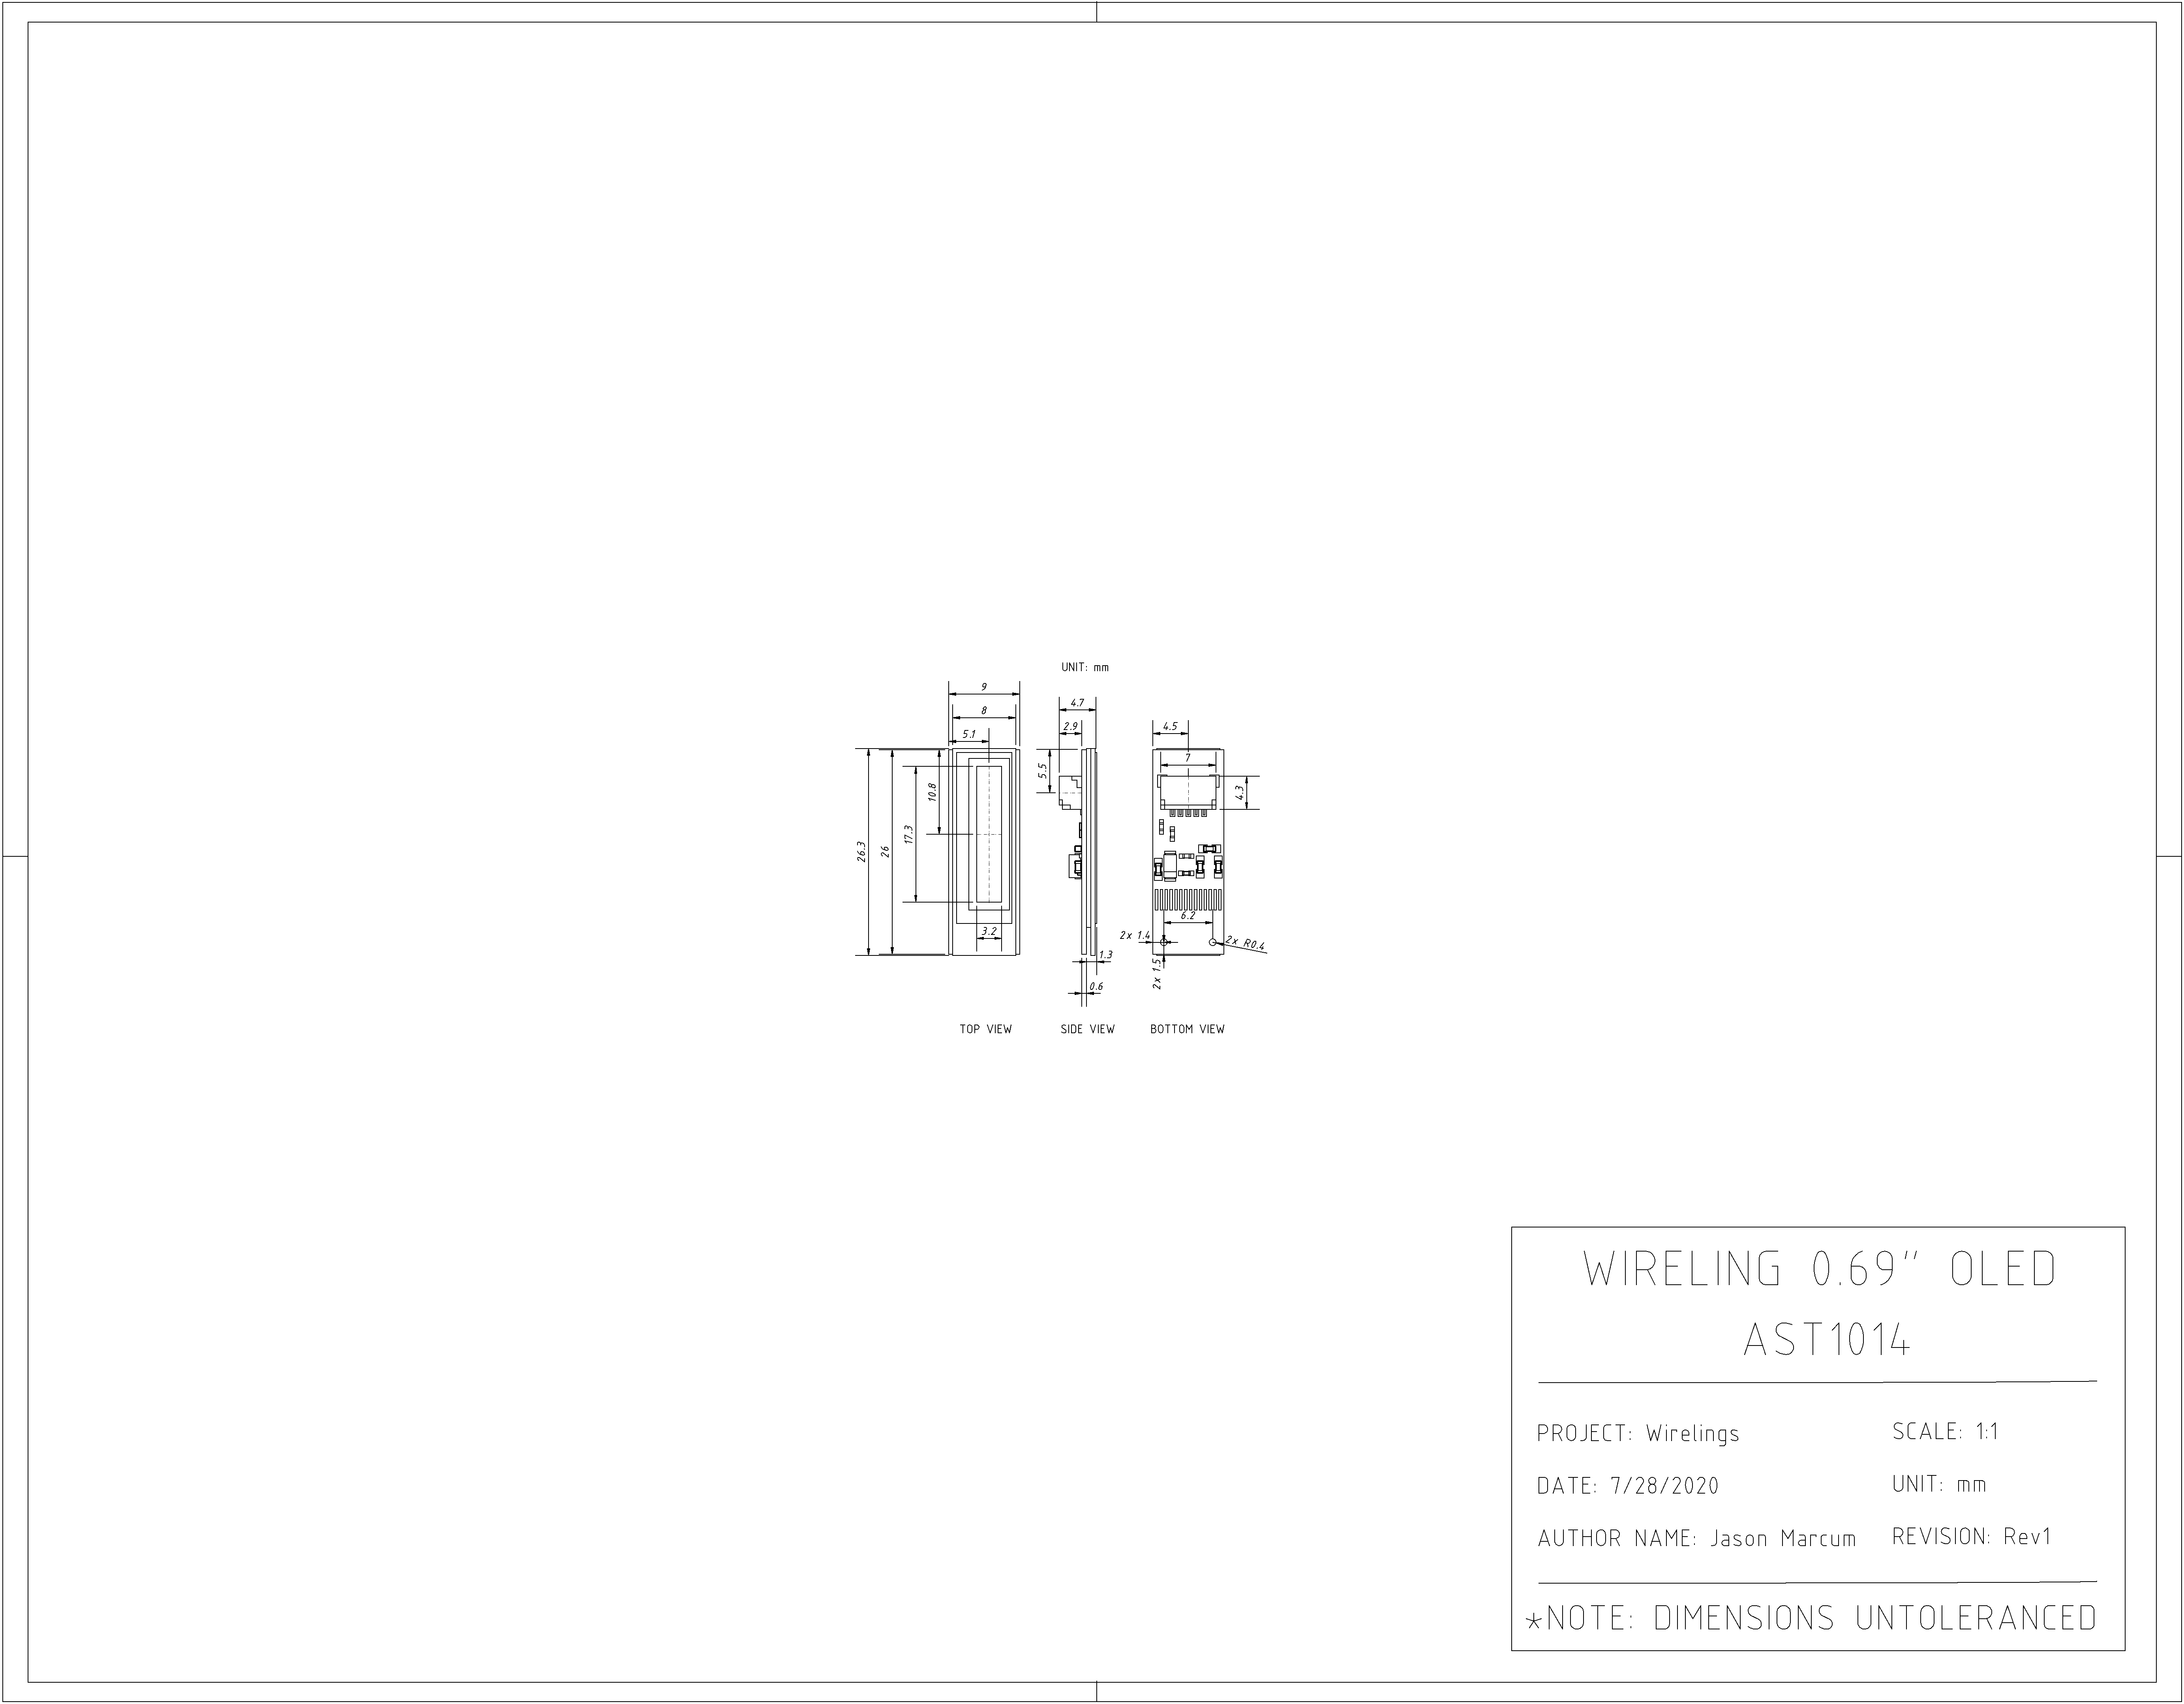 UNIT: mm
9
8
5.1
26.3
26
17.3
10.8
3.2
TOP VIEW
4.7
2.9
5.5
1.3
0.6
SIDE VIEW
4.5
7
4.3
6.2
2x 1.4
2x R0.4
2x 1.5
BOTTOM VIEW
WIRELING 0.69" OLED
AST1014
PROJECT: Wirelings
SCALE: 1:1
DATE: 7/28/2020
UNIT: mm
AUTHOR NAME: Jason Marcum
REVISION: Rev1
*NOTE: DIMENSIONS UNTOLERANCED